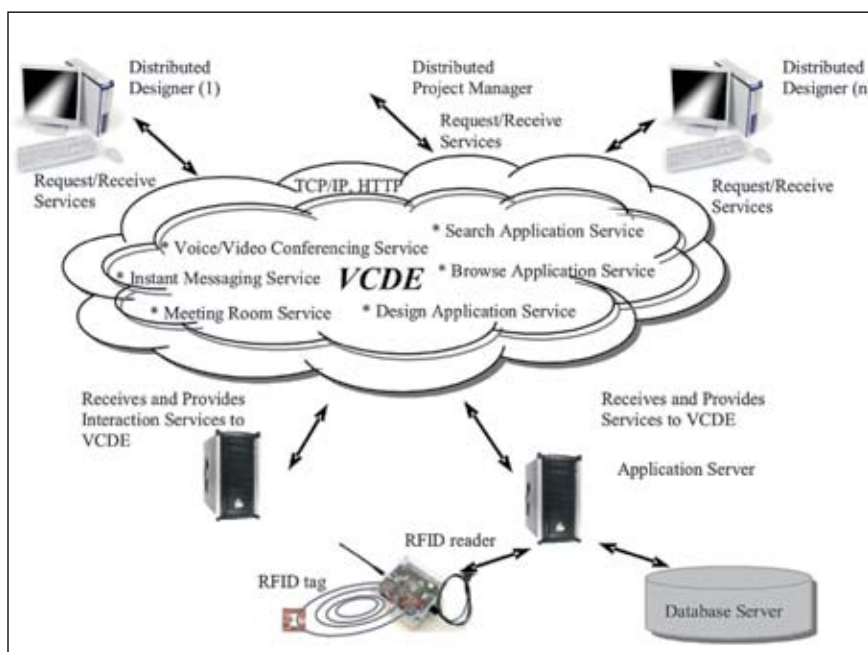 Distributed
Designer (1)
Distributed
Project Manager
Distributed
Designer (n
Request/Receive
Services
Request/Receive
Services
Request/Receive
Services
TCP/IP, HTTP
* Search Application Service
* Voice/Video Conferencing Service
* Instant Messaging Service
VCDE
* Browse Application Service
* Meeting Room Service
* Design Application Service
Receives and Provides
Interaction Services to
VCDE
Receives and Provides
Services to VCDE
Application Server
RFID reader
RFID tag
Database Server